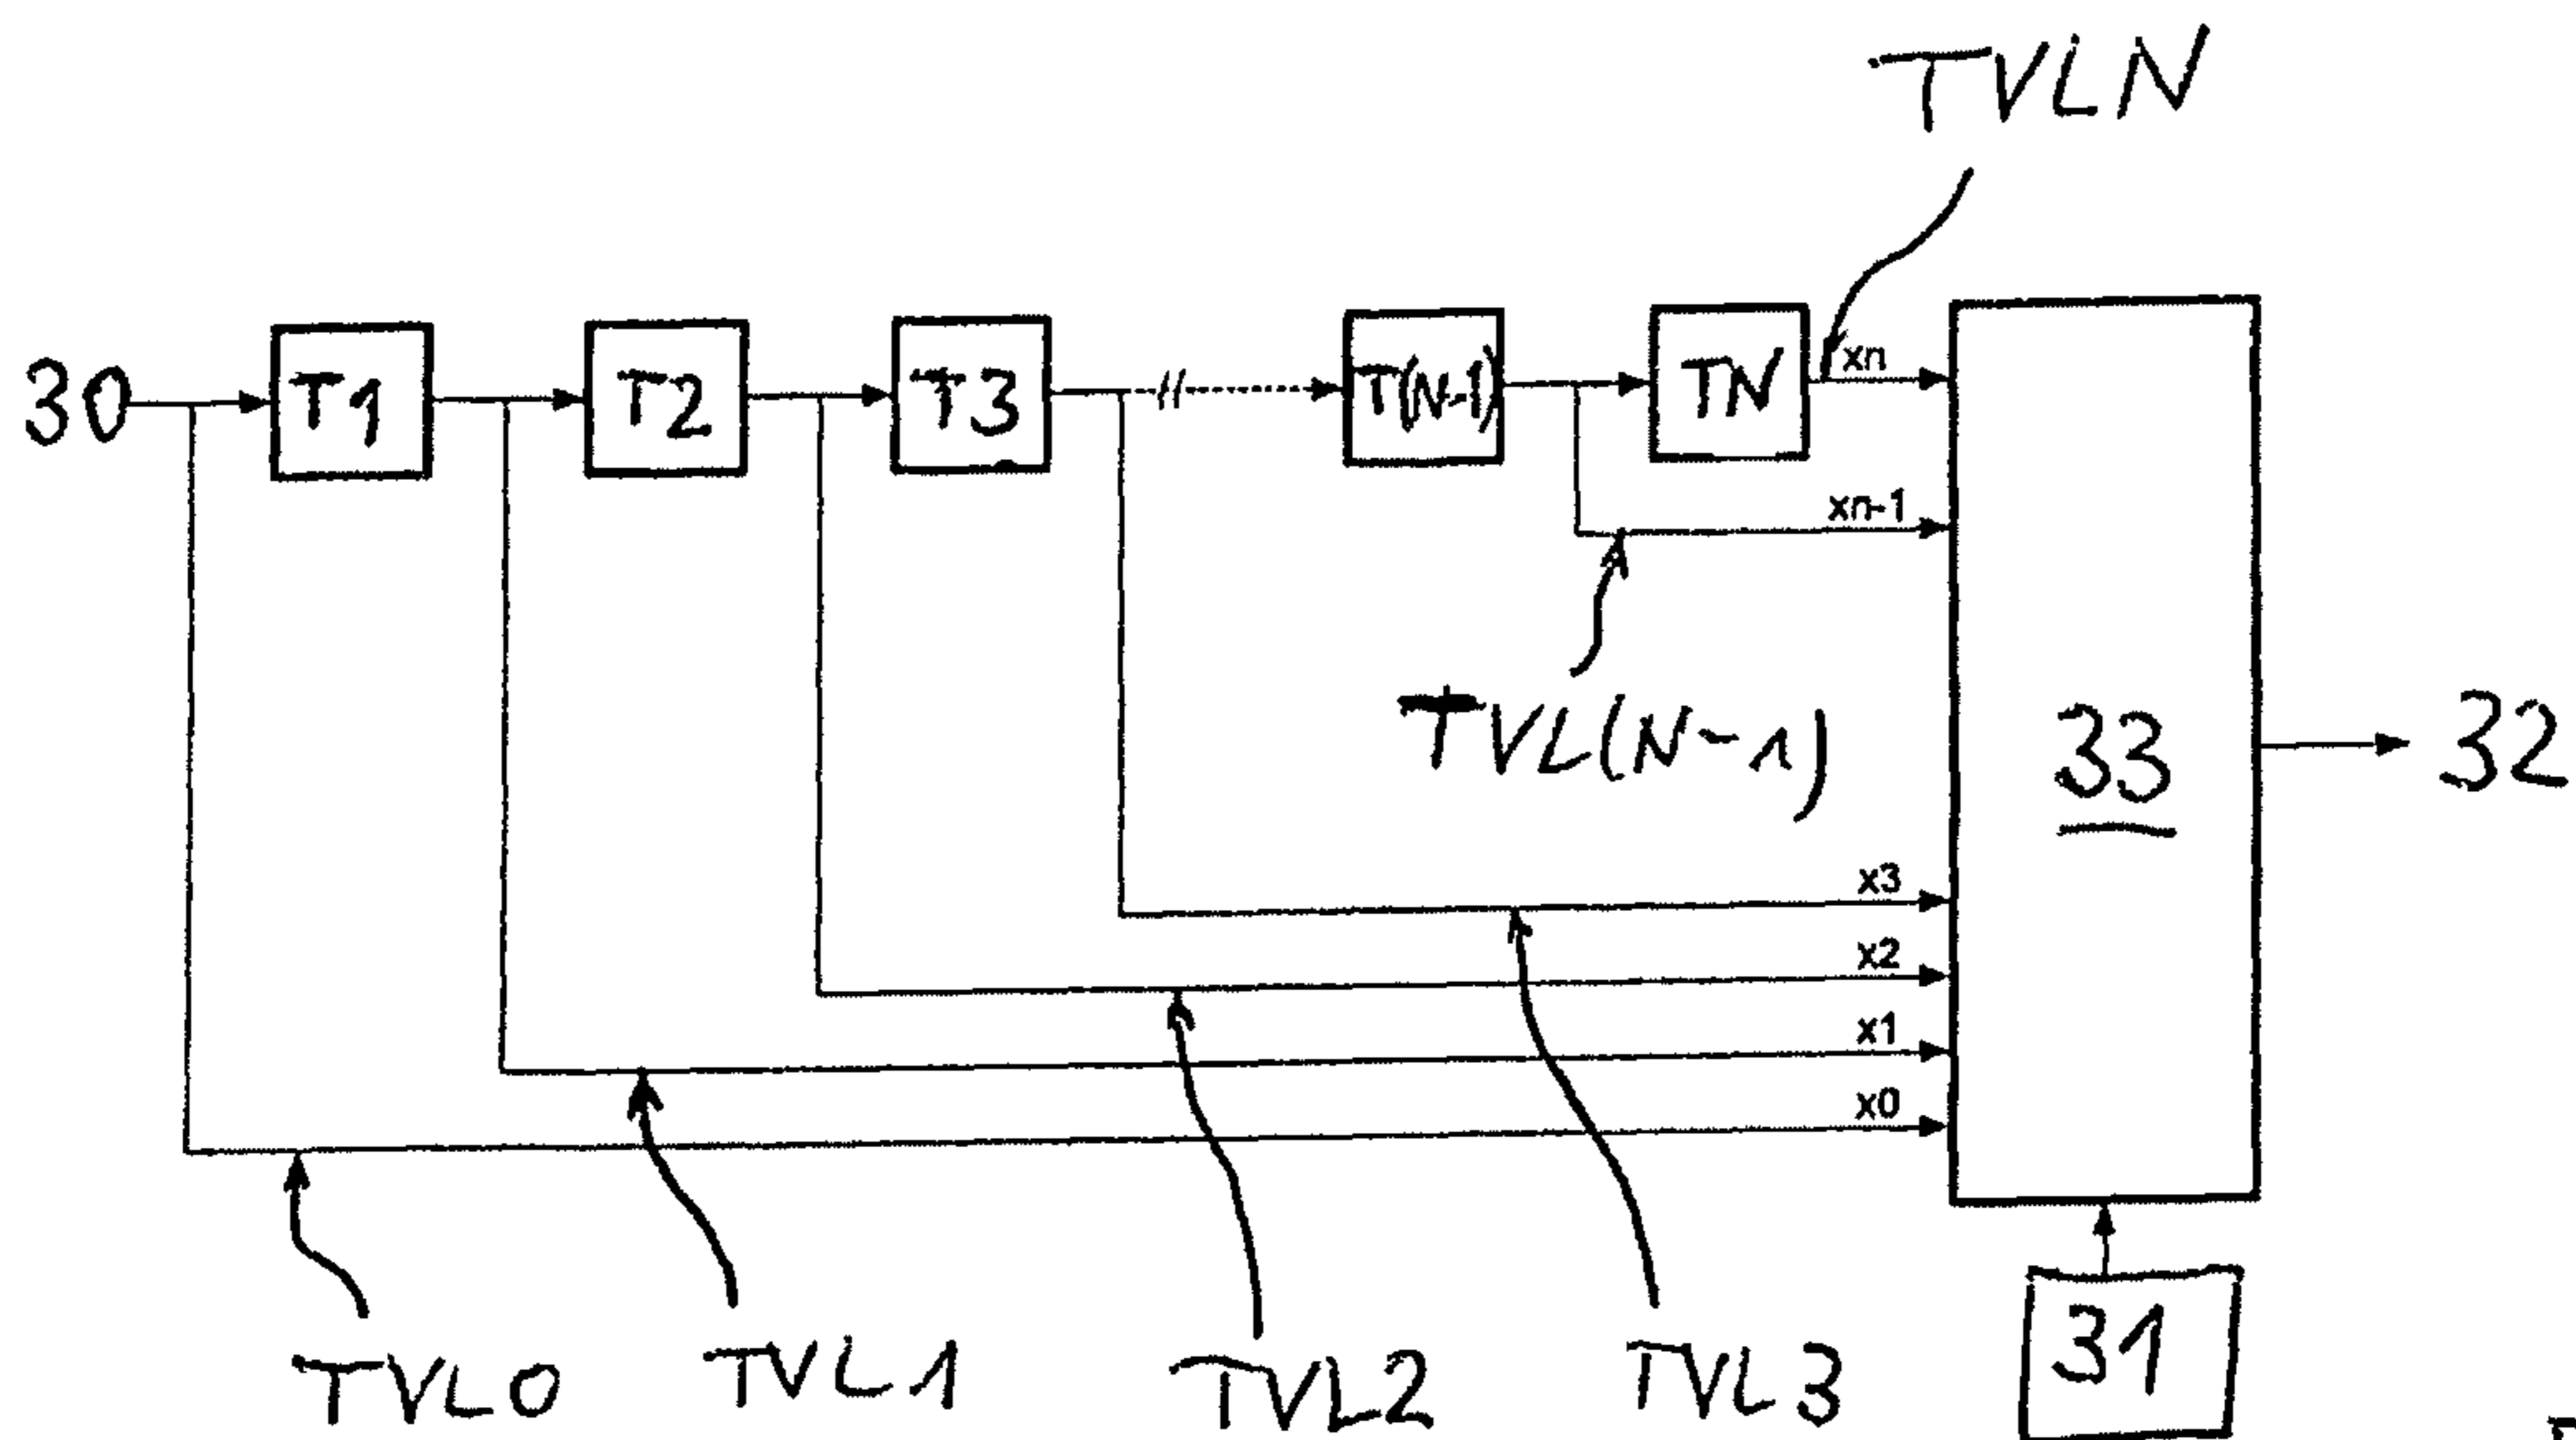 TVLN
30
T1
T2
T3
T(N-1)
TN
xn
xn-1
TVL(N-1)
33
32
x3
x2
x1
x0
31
TVL0
TVL1
TVL2
TVL3